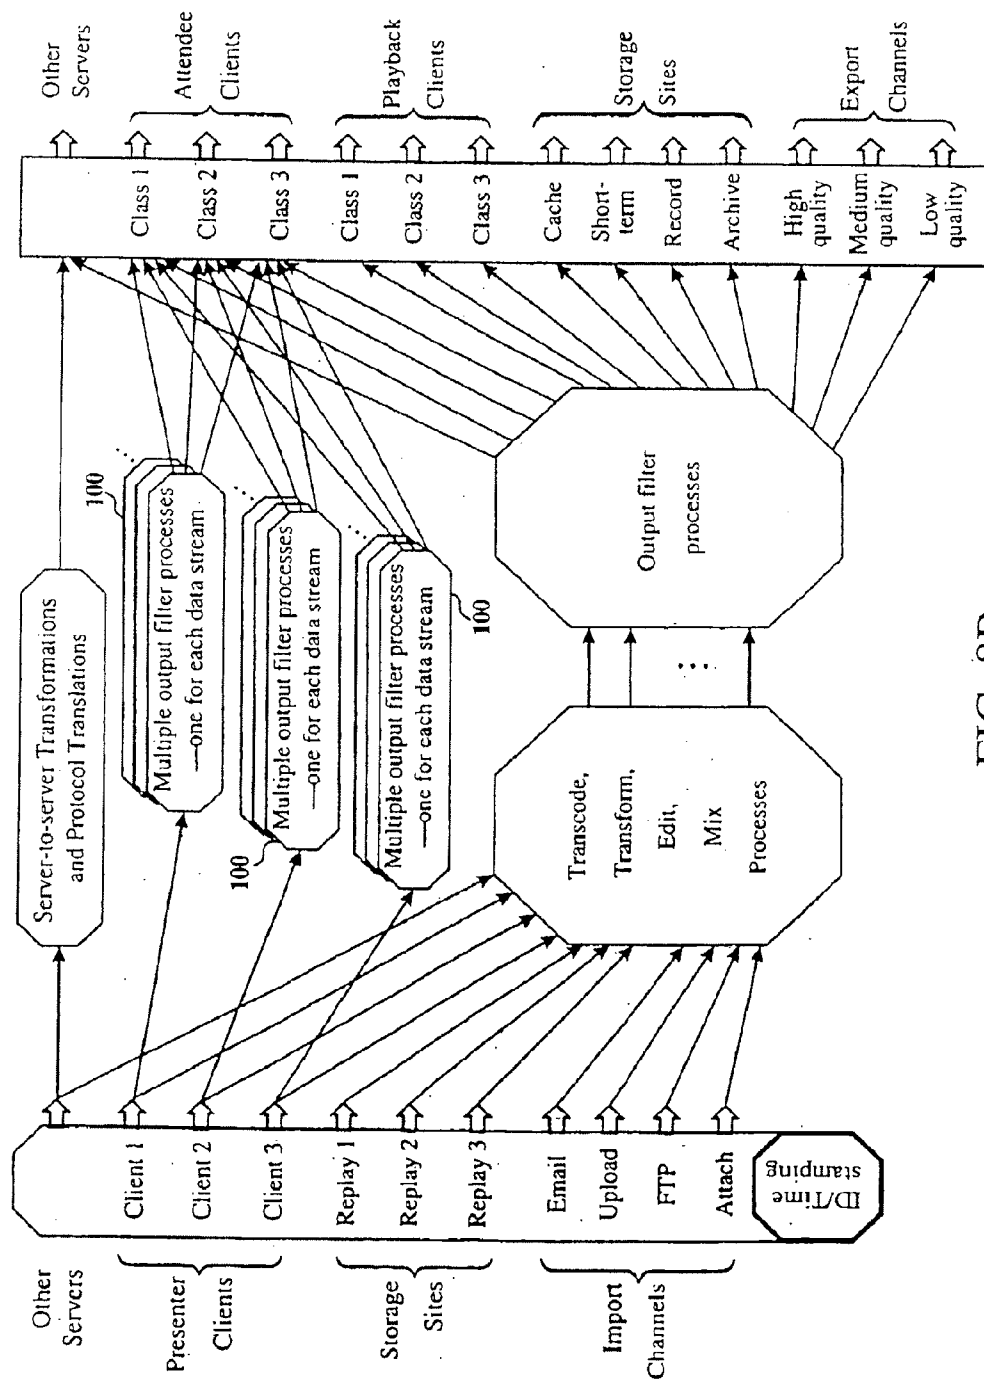 Other
Servers
Presenter
Clients
Storage
Sites
Import
Channels
Client 1
Client 2
Client 3
Replay 1
Replay 2
Replay 3
Email
Upload
FTP
Attach
ID/Time
stamping
Server-to-server Transformations
and Protocol Translations
100
Multiple output filter processes
—one for each data stream
100
Multiple output filter processes
—one for each data stream
Multiple output filter processes
—one for each data stream
100
Transcode,
Transform,
Edit,
Mix
Processes
Output filter
processes
Class 1
Class 2
Class 3
Class 1
Class 2
Class 3
Cache
Short-
term
Record
Archive
High
quality
Medium
quality
Low
quality
Other
Servers
Attendee
Clients
Playback
Clients
Storage
Sites
Export
Channels
FIG.